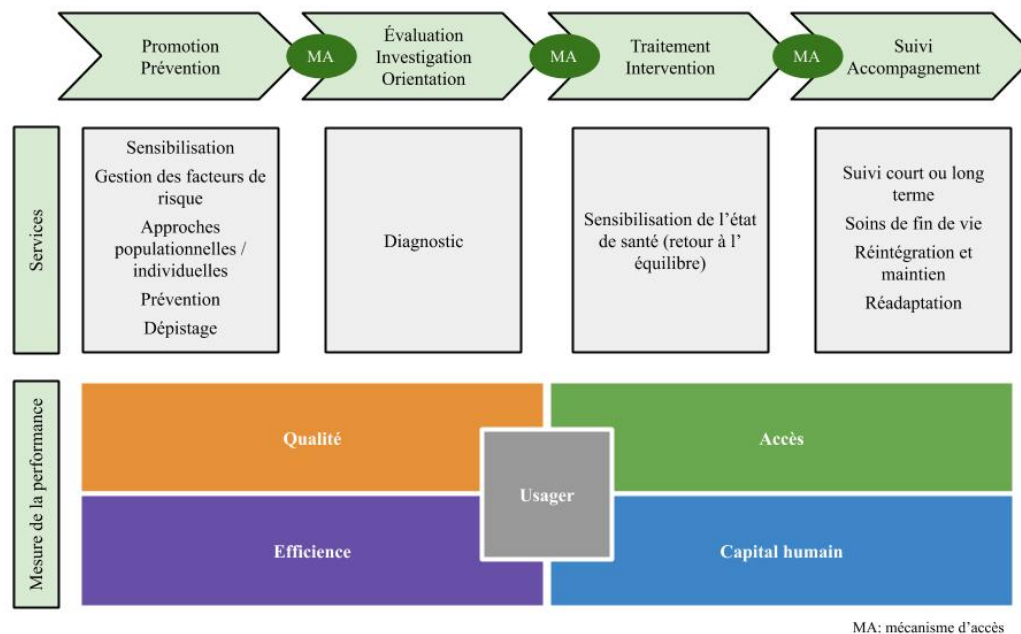 Promotion
Prévention
MA
Évaluation
Investigation
Orientation
MA
Traitement
Intervention
MA
Suivi
Accompagnement
Services
Sensibilisation
Gestion des facteurs de
risque
Approches
populationnelles /
individuelles
Prévention
Dépistage
Diagnostic
Sensibilisation de l’état
de santé (retour à l’
équilibre)
Suivi court ou long
terme
Soins de fin de vie
Réintégration et
maintien
Réadaptation
Mesure de la performance
Qualité
Accès
Usager
Efficience
Capital humain
MA: mécanisme d’accès